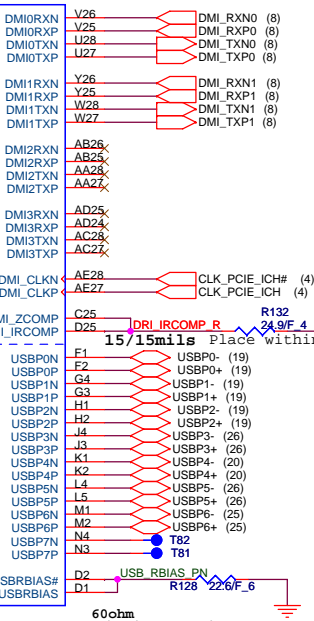 DMI0RXN V26 DMI_RXN0 (8)
DMI0RXP V25 DMI_RXP0 (8)
DMI0TXN U28 DMI_TXN0 (8)
DMI0TXP U27 DMI_TXP0 (8)
DMI1RXN Y26 DMI_RXN1 (8)
DMI1RXP Y25 DMI_RXP1 (8)
DMI1TXN W28 DMI_TXN1 (8)
DMI1TXP W27 DMI_TXP1 (8)
DMI2RXN AB26
DMI2RXP AB25
DMI2TXN AA28
DMI2TXP AA27
DMI3RXN AD25
DMI3RXP AD24
DMI3TXN AC28
DMI3TXP AC27
DMI_CLKN AE28 CLK_PCIE_ICH# (4)
DMI_CLKP AE27 CLK_PCIE_ICH (4)
MI_ZCOMP C25 R132
I_IRCOMP D25 DRI_IRCOMP_R 24.9/F_4
15/15mils Place within
USBP0N F1 USBP0- (19)
USBP0P F2 USBP0+ (19)
USBP1N G4 USBP1- (19)
USBP1P G3 USBP1+ (19)
USBP2N H1 USBP2- (19)
USBP2P H2 USBP2+ (19)
USBP3N J4 USBP3- (26)
USBP3P J3 USBP3+ (26)
USBP4N K1 USBP4- (20)
USBP4P K2 USBP4+ (20)
USBP5N L4 USBP5- (26)
USBP5P L5 USBP5+ (26)
USBP6N M1 USBP6- (25)
USBP6P M2 USBP6+ (25)
USBP7N N4 T82
USBP7P N3 T81
SBRBIAS# D2 USB_RBIAS_PN
USBRBIAS D1 R128 22.6/F_6
60ohm